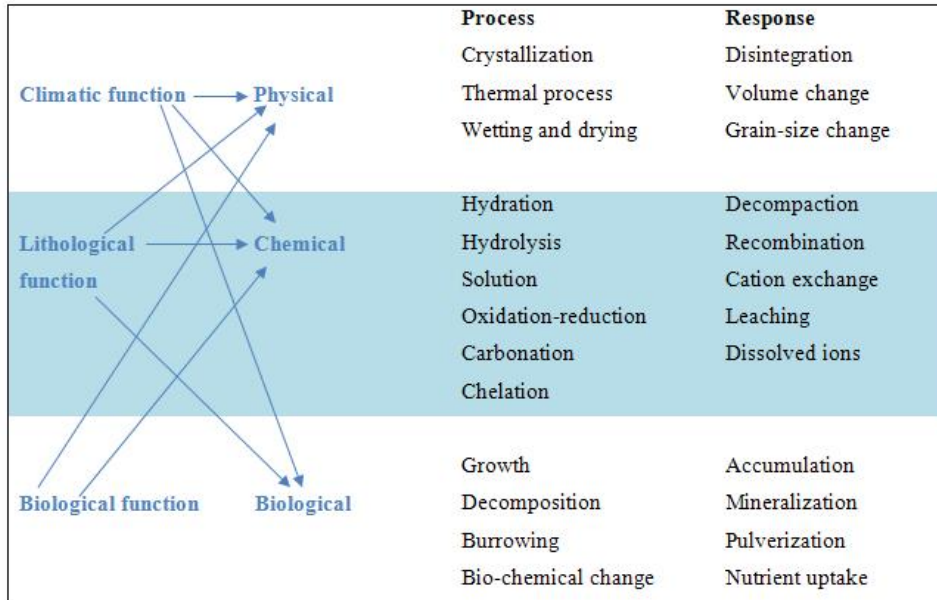 Process Response
Crystallization Disintegration
Climatic function Physical Thermal process Volume change
Wetting and drying Grain-size change
Hydration Decompaction
Lithological Chemical Hydrolysis Recombination
function Solution Cation exchange
Oxidation-reduction Leaching
Carbonation Dissolved ions
Chelation
Growth Accumulation
Biological function Biological Decomposition Mineralization
Burrowing Pulverization
Bio-chemical change Nutrient uptake